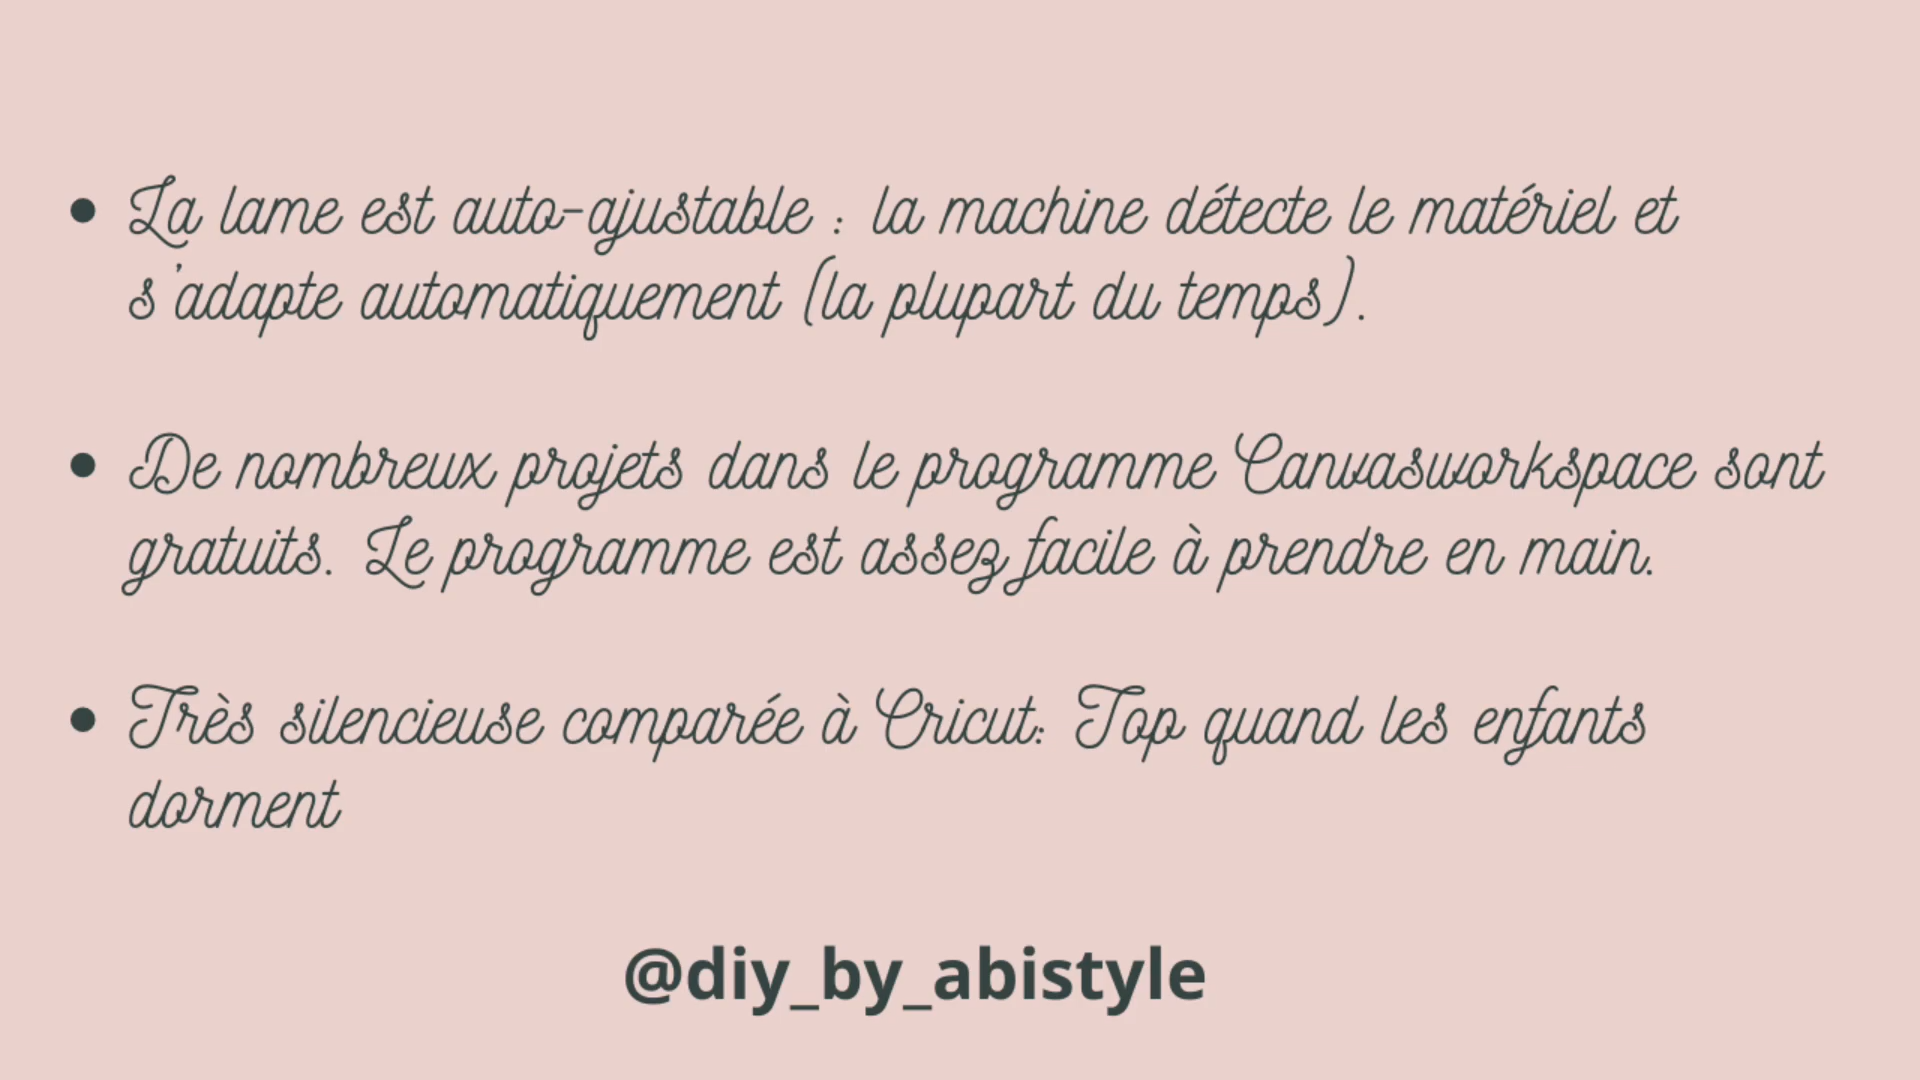 • La lame est auto-ajustable : la machine détecte le matériel et
s'adapte automatiquement (la plupart du temps).
• De nombreux projets dans le programme Canvasworkspace sont
gratuits. Le programme est assez facile à prendre en main.
• Très silencieuse comparée à Cricut: Top quand les enfants
dorment
@diy_by_abistyle